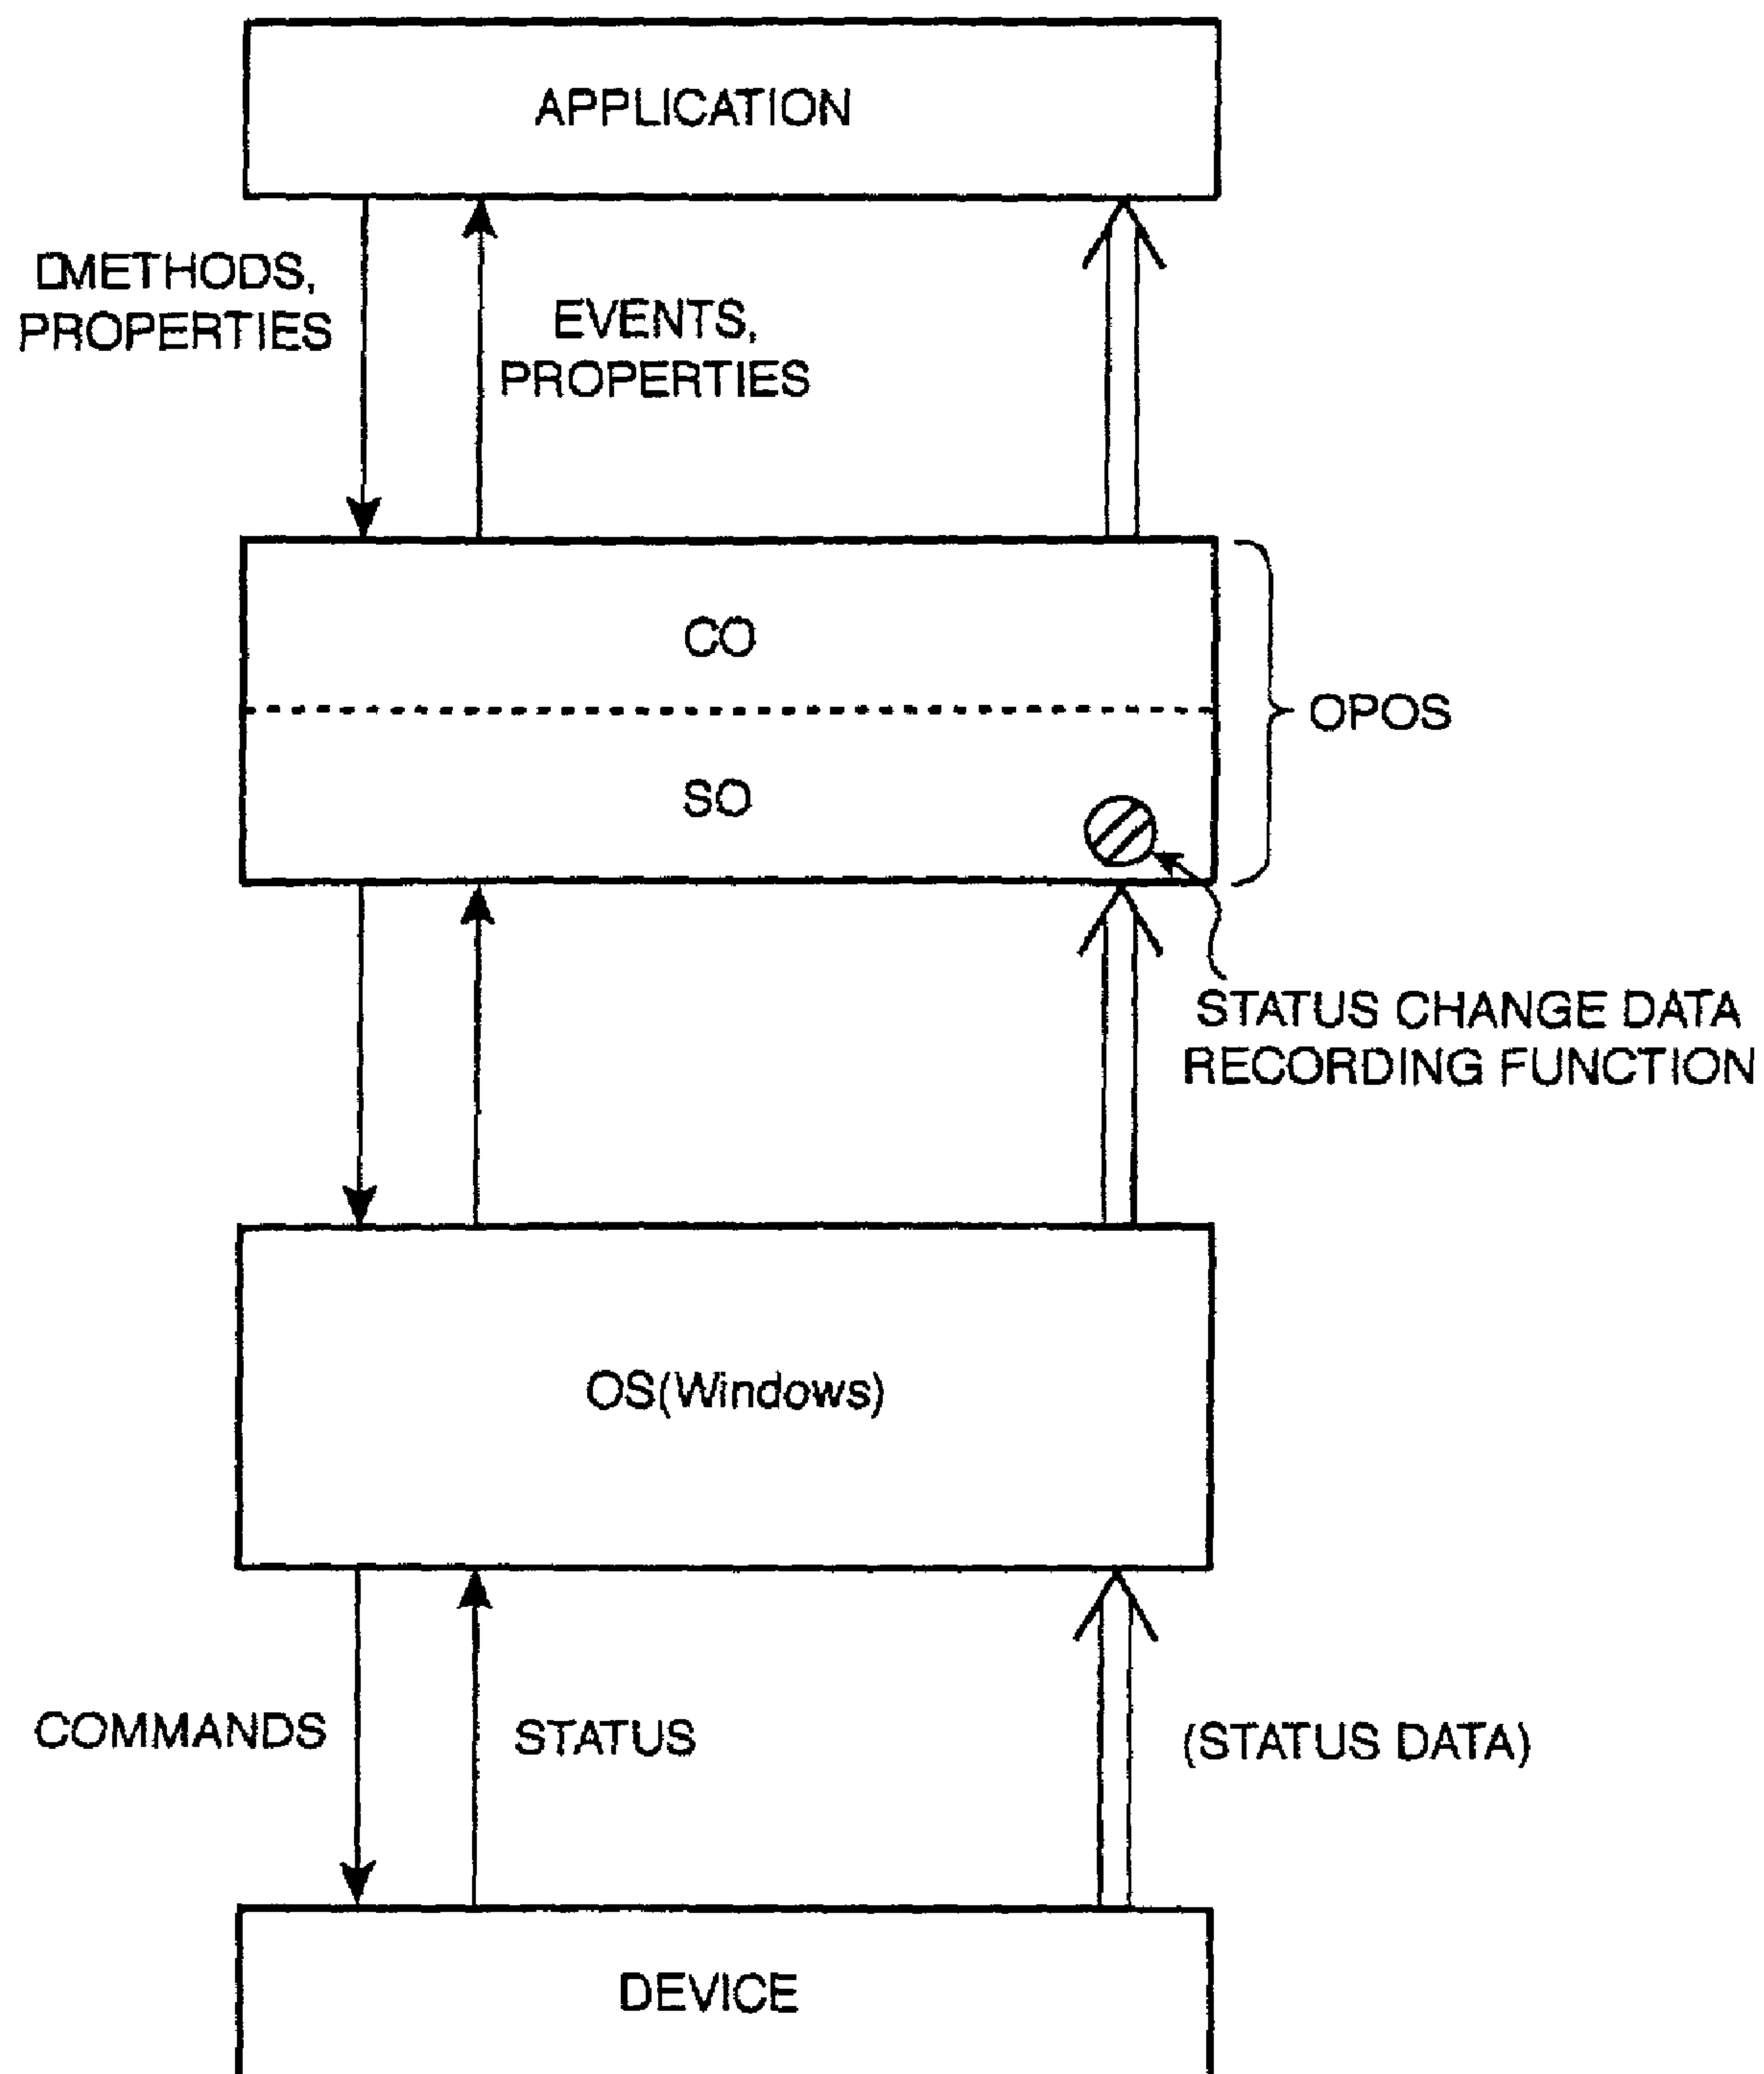 APPLICATION
▯METHODS,
PROPERTIES
EVENTS,
PROPERTIES
CO
OPOS
SO
STATUS CHANGE DATA
RECORDING FUNCTION
OS(Windows)
COMMANDS
STATUS
(STATUS DATA)
DEVICE